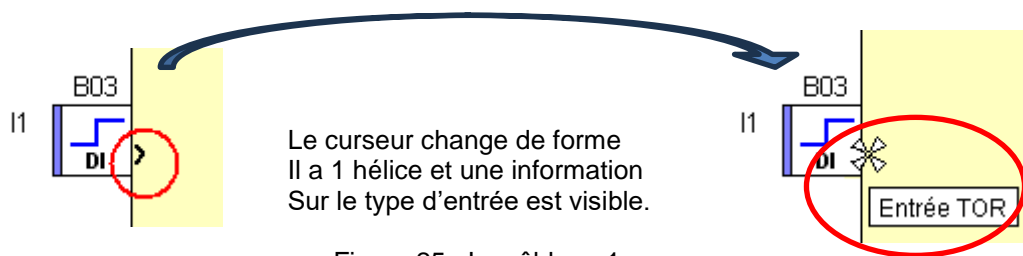 B03
I1
DI
Le curseur change de forme
Il a 1 hélice et une information
Sur le type d'entrée est visible.
B03
I1
DI
Entrée TOR